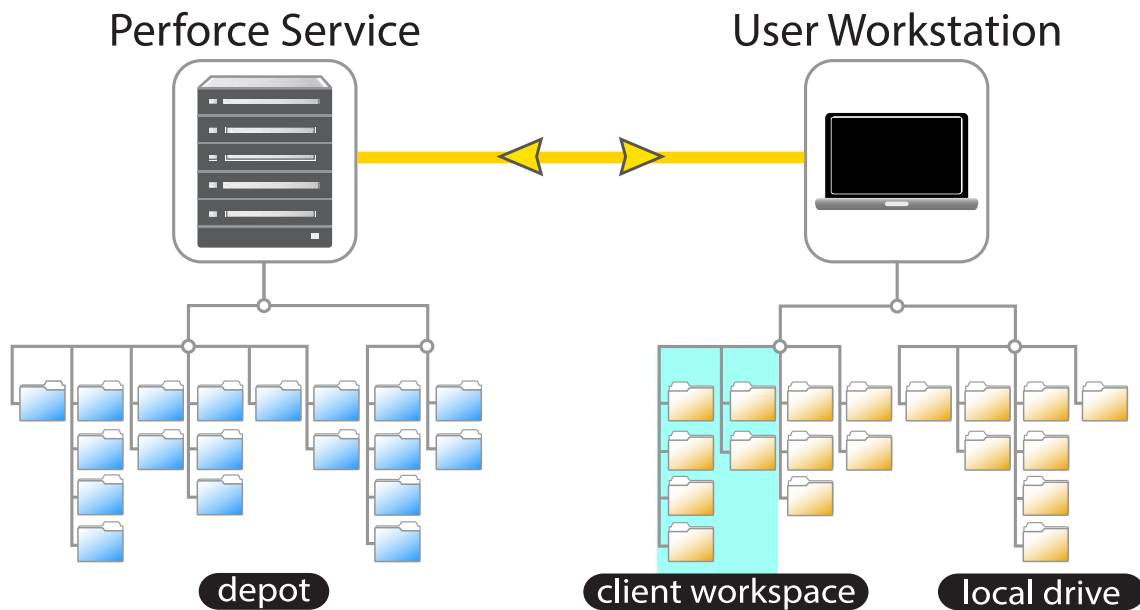 Perforce Service
User Workstation
depot
client workspace
local drive